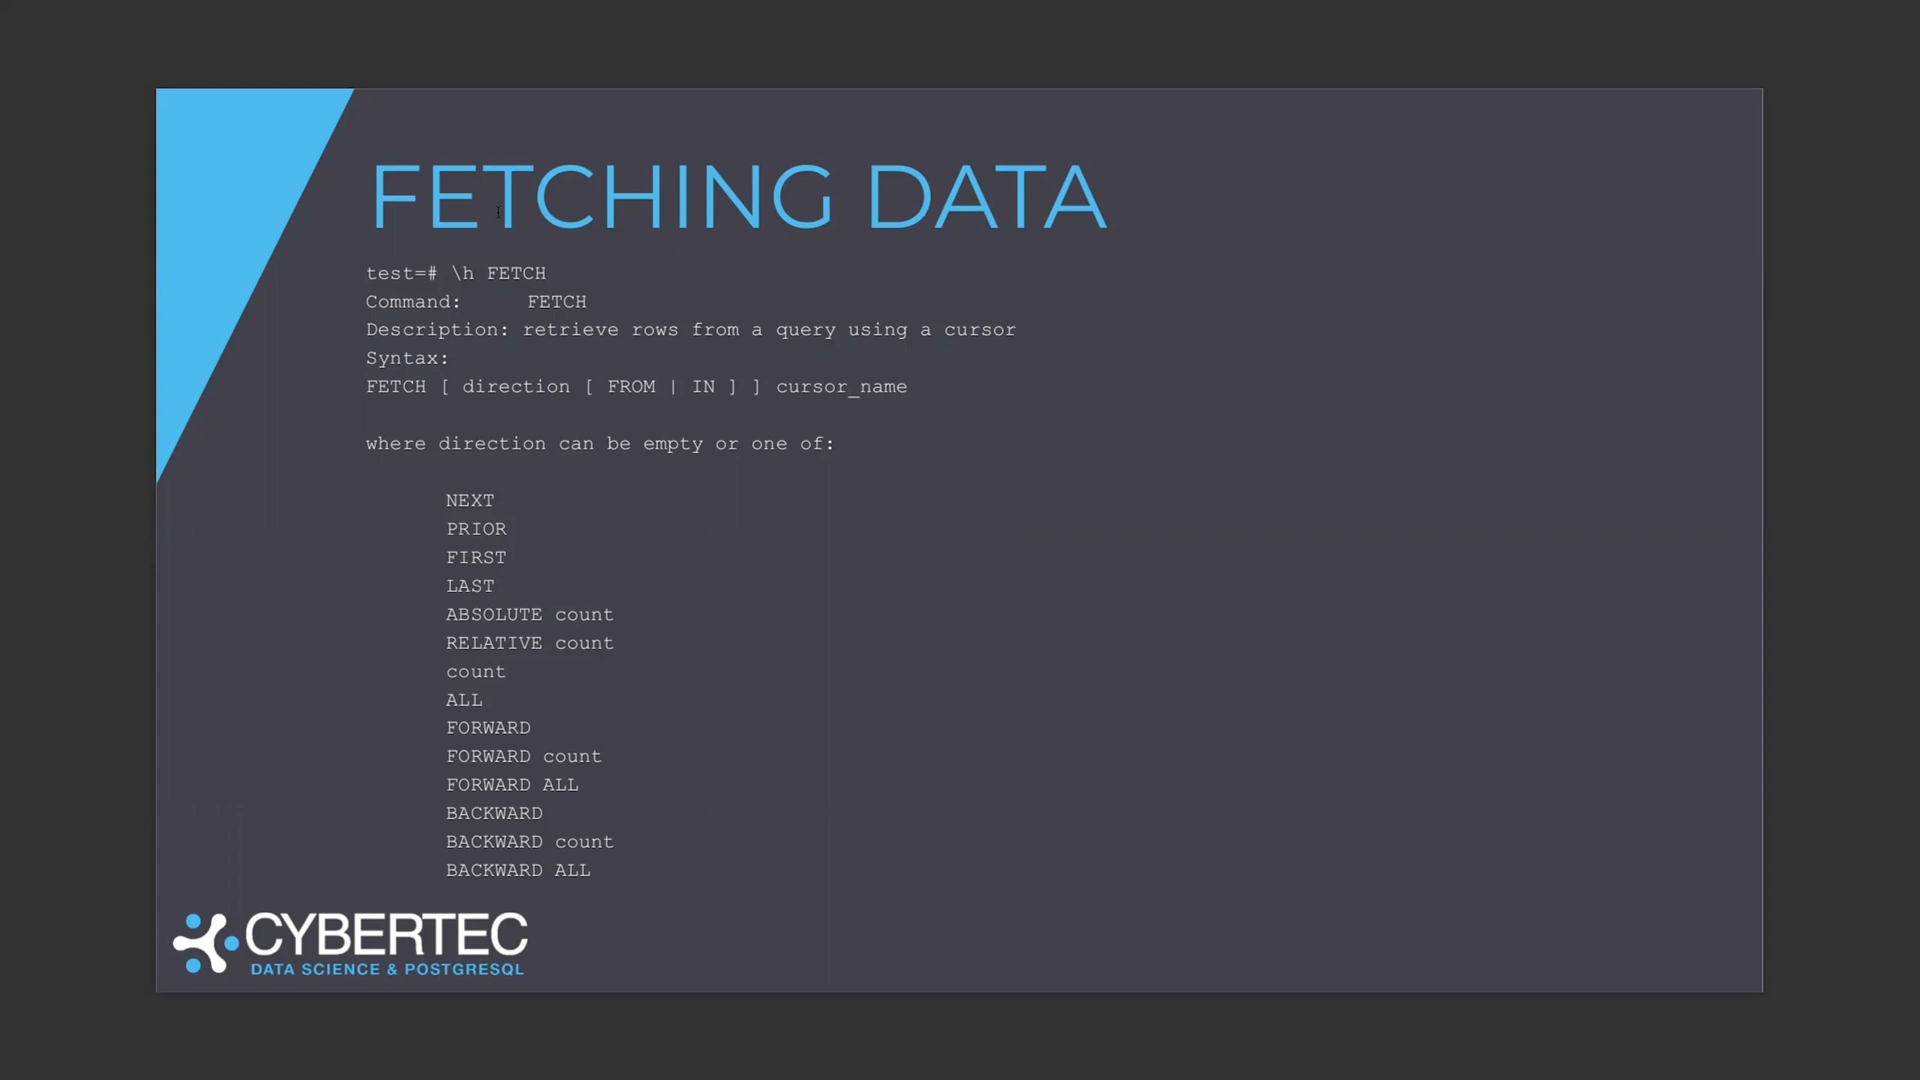 FETCHING DATA
test=# \h FETCH
Command:     FETCH
Description: retrieve rows from a query using a cursor
Syntax:
FETCH [ direction [ FROM | IN ] ] cursor_name
where direction can be empty or one of:
NEXT
PRIOR
FIRST
LAST
ABSOLUTE count
RELATIVE count
count
ALL
FORWARD
FORWARD count
FORWARD ALL
BACKWARD
BACKWARD count
BACKWARD ALL
CYBERTEC
DATA SCIENCE & POSTGRESQL